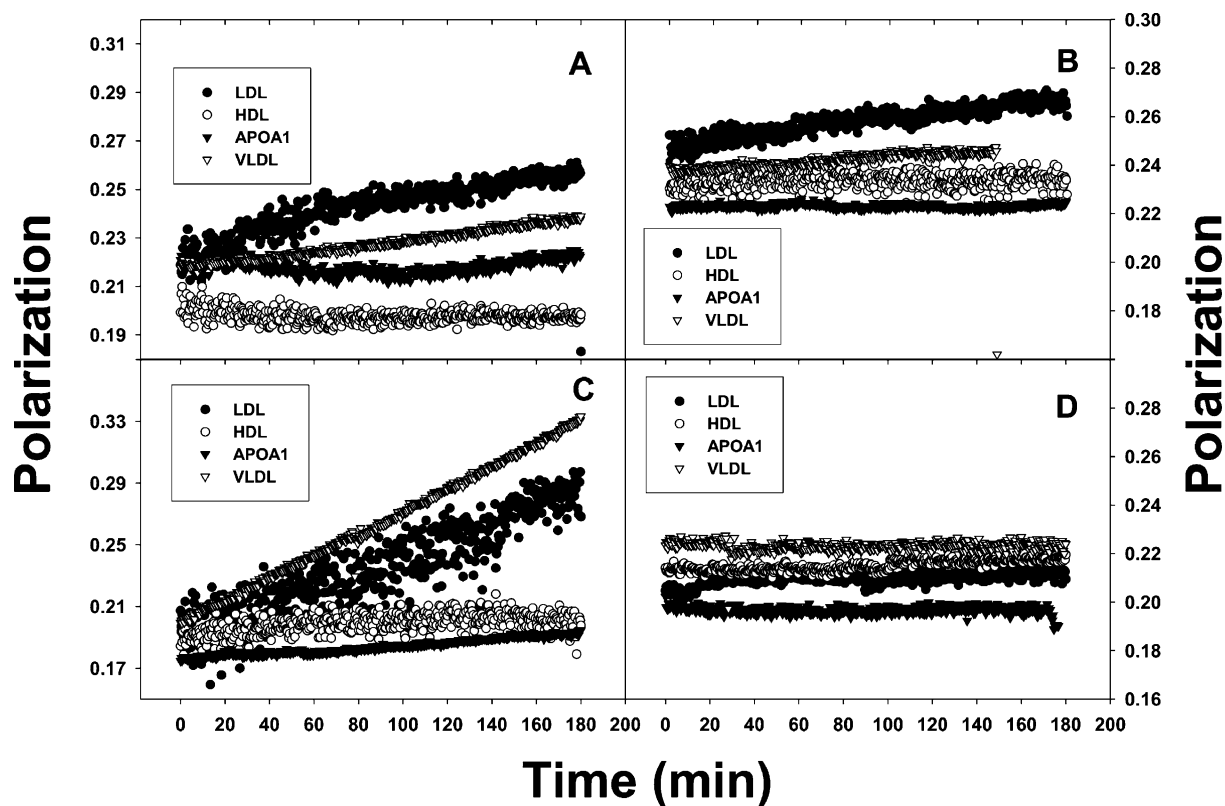 Polarization
Polarization
A
0.31
0.29
0.27
0.25
0.23
0.21
0.19
LDL
HDL
APOA1
VLDL
B
0.30
0.28
0.26
0.24
0.22
0.20
0.18
LDL
HDL
APOA1
VLDL
C
0.33
0.29
0.25
0.21
0.17
LDL
HDL
APOA1
VLDL
D
0.28
0.26
0.24
0.22
0.20
0.18
0.16
LDL
HDL
APOA1
VLDL
0 20 40 60 80 100 120 140 160 180 200
0 20 40 60 80 100 120 140 160 180 200
Time (min)